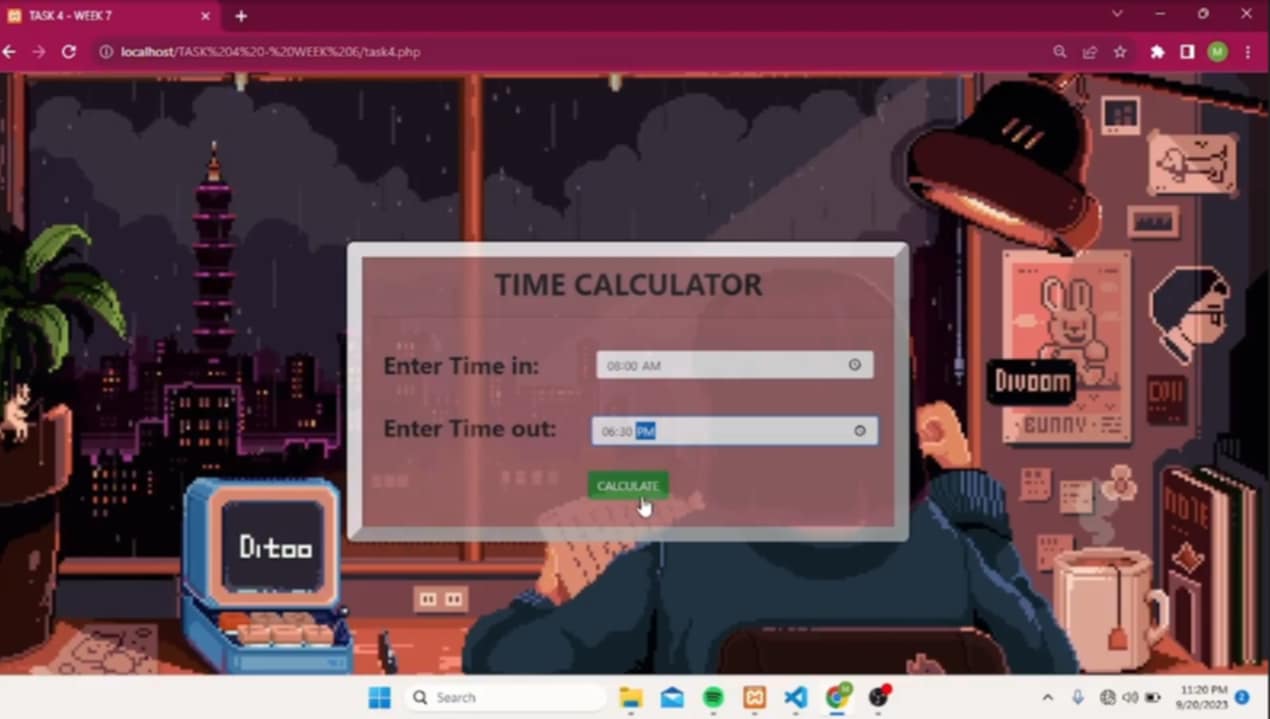 TASK 4 - WEEK 7
localhost/TASK%204%20-%20WEEK%206/task4.php
M
TIME CALCULATOR
Enter Time in:
08:00 AM
Enter Time out:
06:30 PM
CALCULATE
Divoom
BUNNY
Ditoo
NOTE
Search
11:20 PM
9/20/2023
2